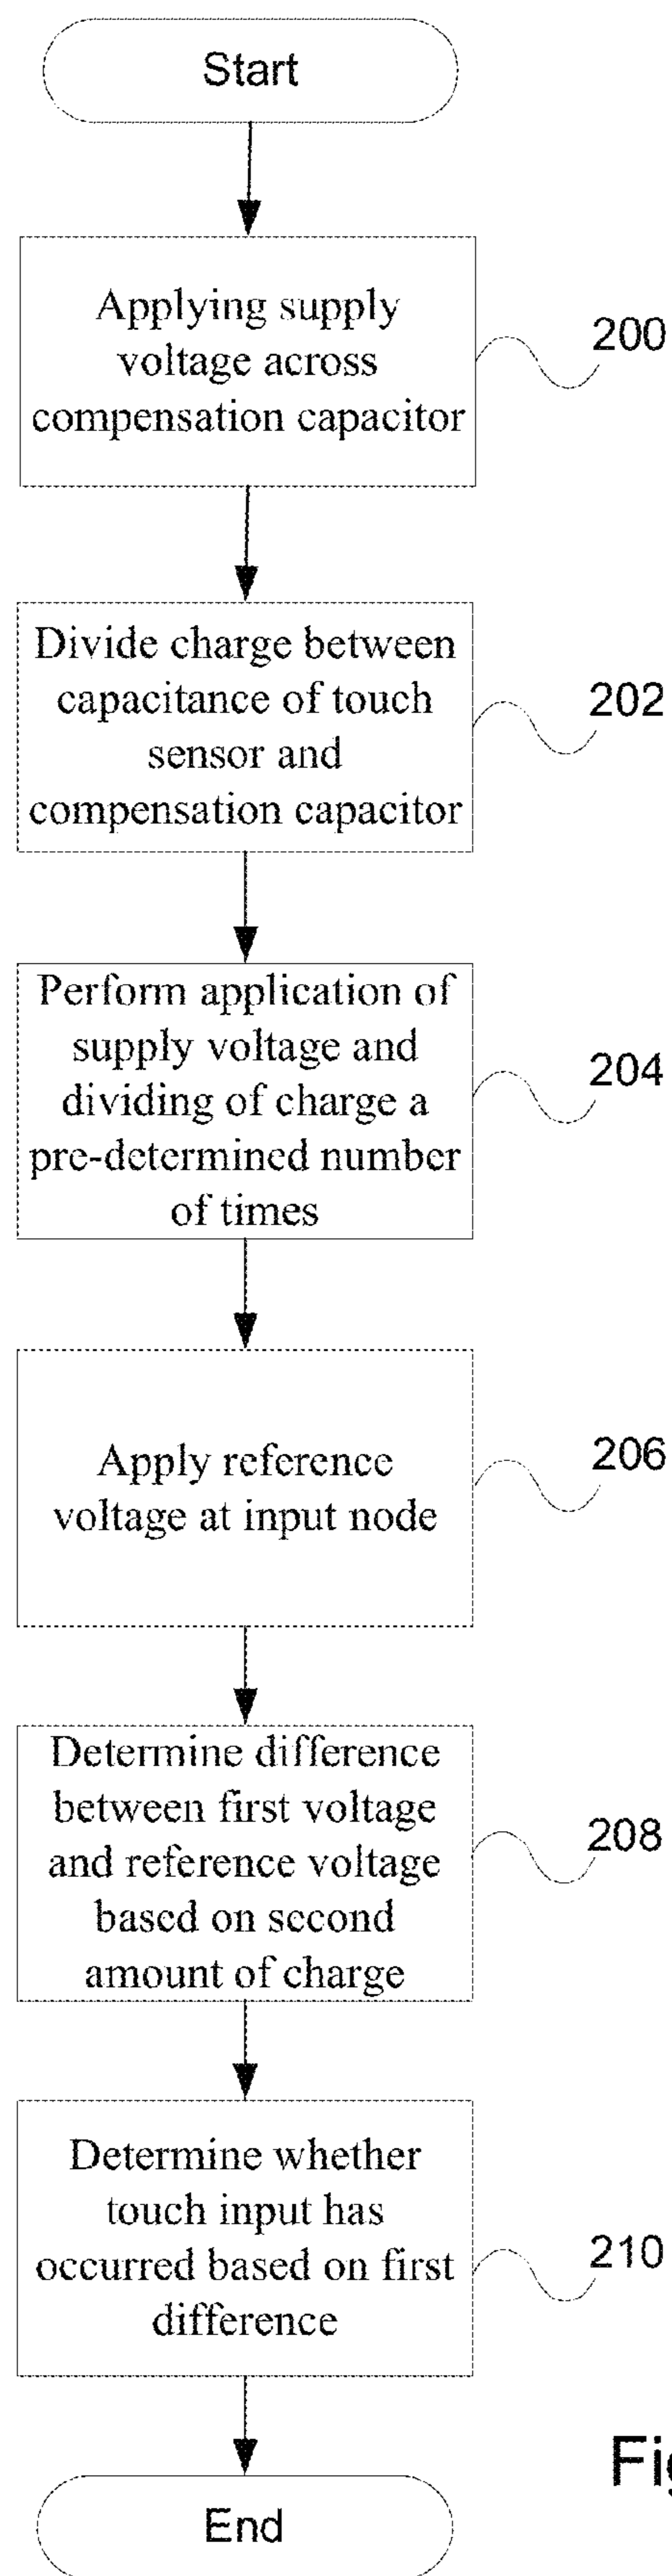 Start
Applying supply
voltage across
compensation capacitor
200
Divide charge between
capacitance of touch
sensor and
compensation capacitor
202
Perform application of
supply voltage and
dividing of charge a
pre-determined number
of times
204
Apply reference
voltage at input node
206
Determine difference
between first voltage
and reference voltage
based on second
amount of charge
208
Determine whether
touch input has
occurred based on first
difference
210
End